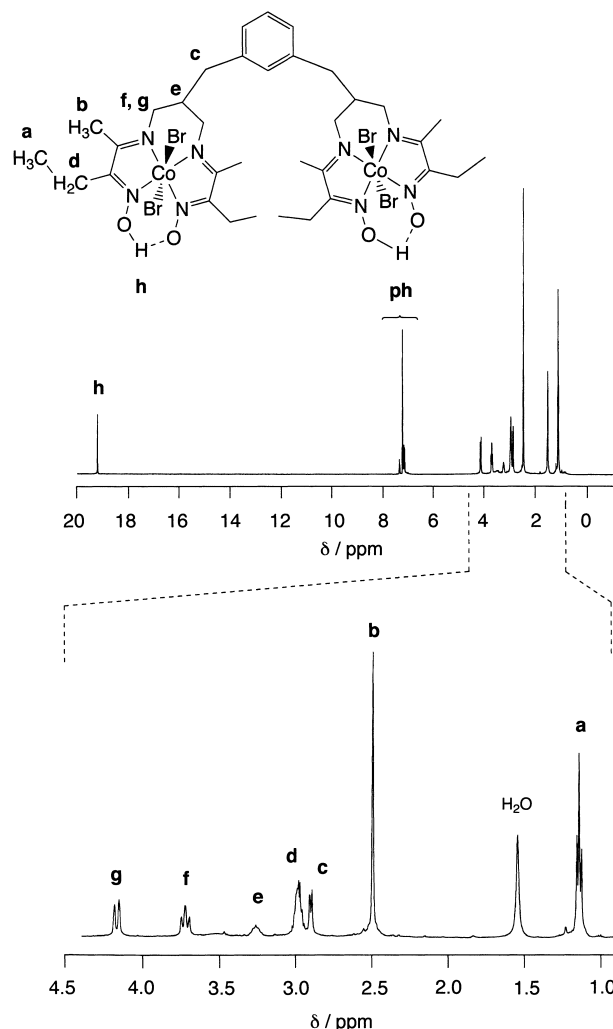 c
e
f, g
b
a
H3C
d
H3C
H2C
N
Br
N
Co
Br
N
N
O
H
O
N
Br
N
Co
Br
N
N
O
O
H
h
ph
h
20 18 16 14 12 10 8 6 4 2 0
δ / ppm
b
a
H2O
d
c
g
f
e
4.5 4.0 3.5 3.0 2.5 2.0 1.5 1.0
δ / ppm